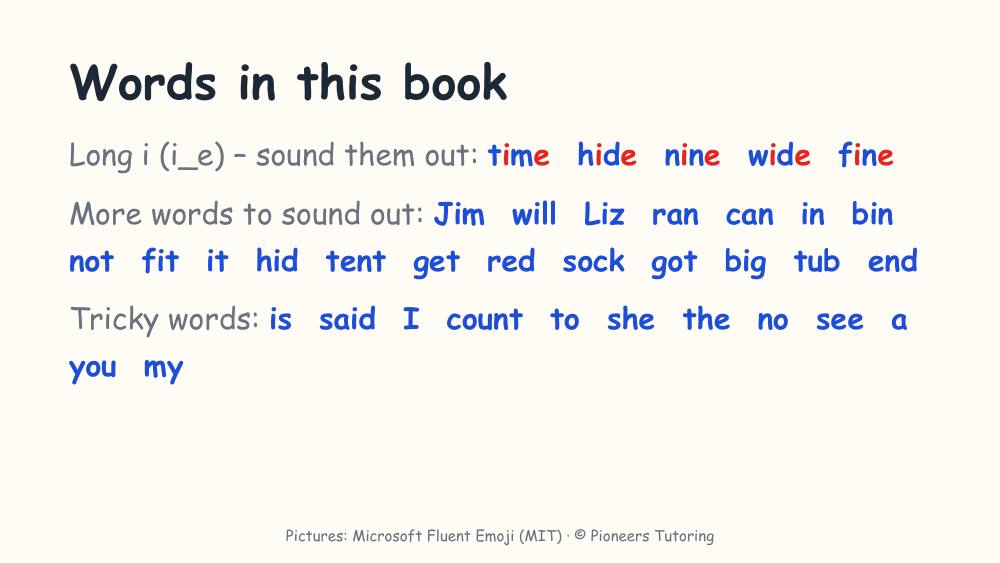 Words in this book
Long i (i_e) – sound them out: time hide nine wide fine
More words to sound out: Jim will Liz ran can in bin
not fit it hid tent get red sock got big tub end
Tricky words: is said I count to she the no see a
you my
Pictures: Microsoft Fluent Emoji (MIT) · © Pioneers Tutoring